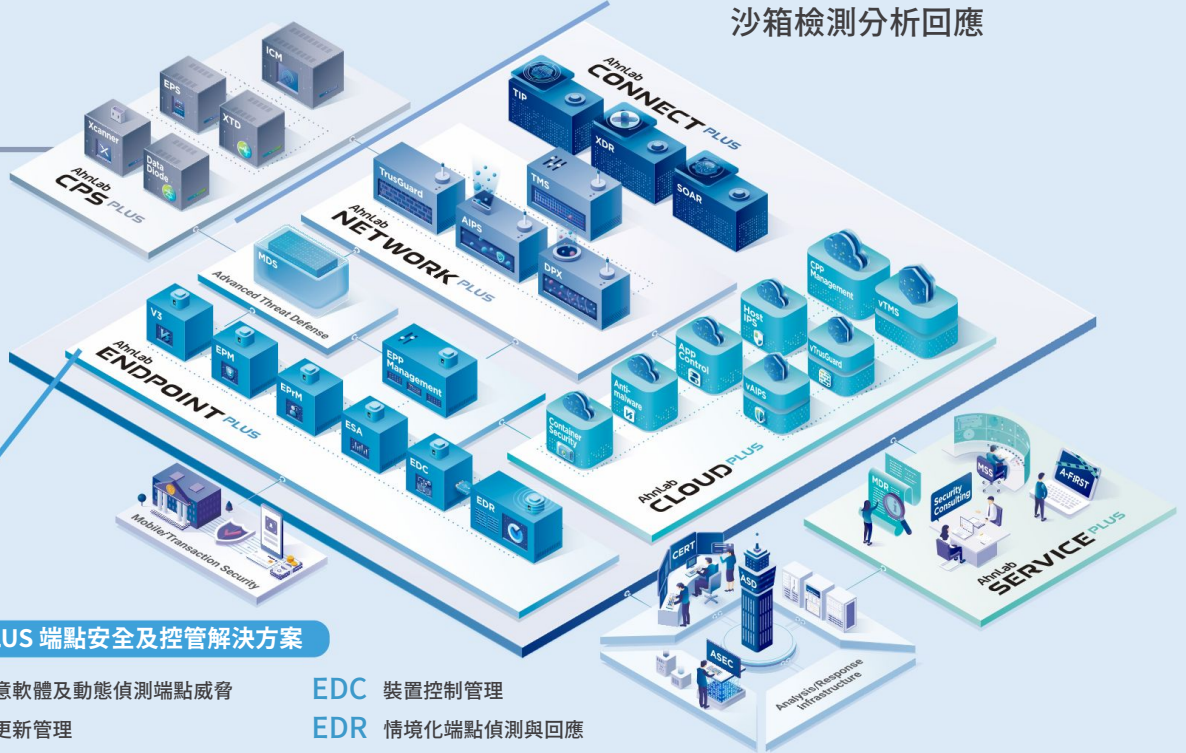 沙箱檢測分析回應
ICM
EPS
XTD
Xcanner
Data
Diode
AhnLab
CPS PLUS
AhnLab
CONNECT PLUS
TIP
XDR
SOAR
TrusGuard
TMS
AIPS
DPX
AhnLab
NETWORK PLUS
MDS
Advanced Threat Defense
V3
EPM
EPrM
ESA
EDC
EDR
EPP
Management
AhnLab
ENDPOINT PLUS
CPP
Management
vTMS
Host
IPS
vTrusGuard
App
Control
vAIPS
Anti-
malware
Container
Security
AhnLab
CLOUD PLUS
Mobile/Transaction Security
MSS
A-FIRST
MDR
Security
Consulting
AhnLab
SERVICE PLUS
CERT
ASD
ASEC
Analysis/Response
Infrastructure
LUS 端點安全及控管解決方案
意軟體及動態偵測端點威脅
更新管理
EDC 裝置控制管理
EDR 情境化端點偵測與回應